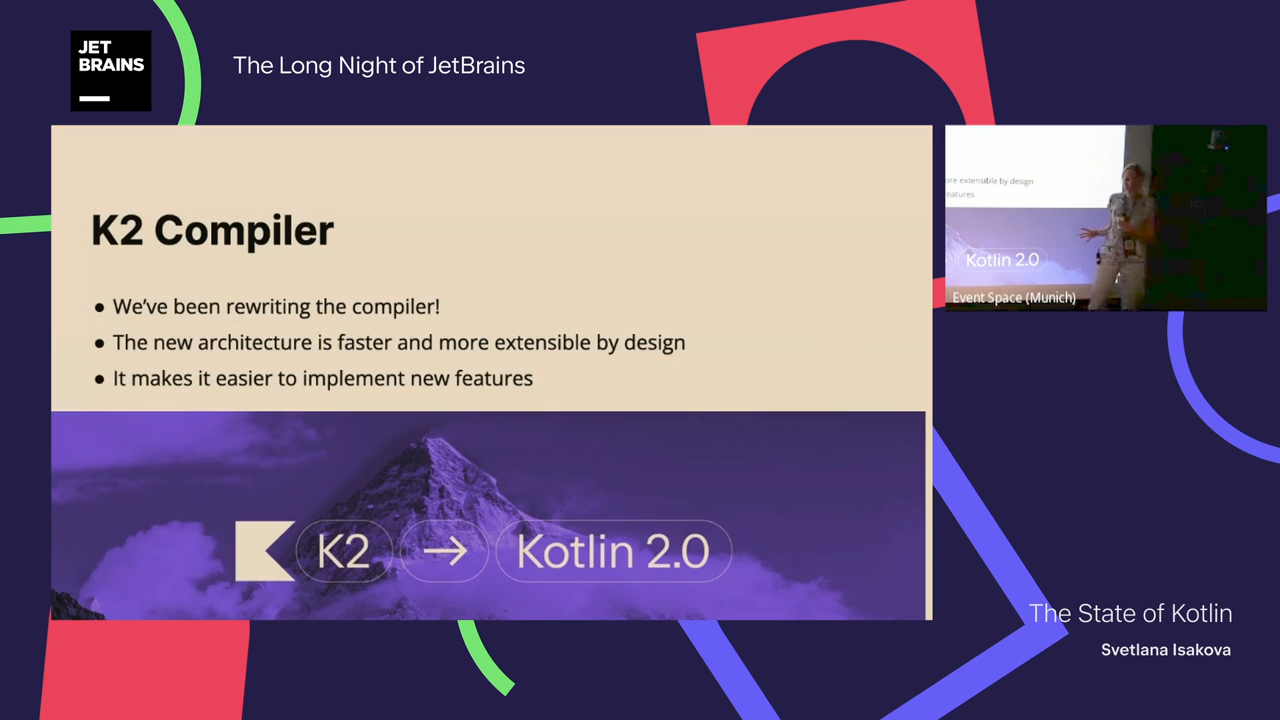 JET
BRAINS
The Long Night of JetBrains
K2 Compiler
• We’ve been rewriting the compiler!
• The new architecture is faster and more extensible by design
• It makes it easier to implement new features
K2 → Kotlin 2.0
ore extensible by design
eatures
Kotlin 2.0
Event Space (Munich)
The State of Kotlin
Svetlana Isakova